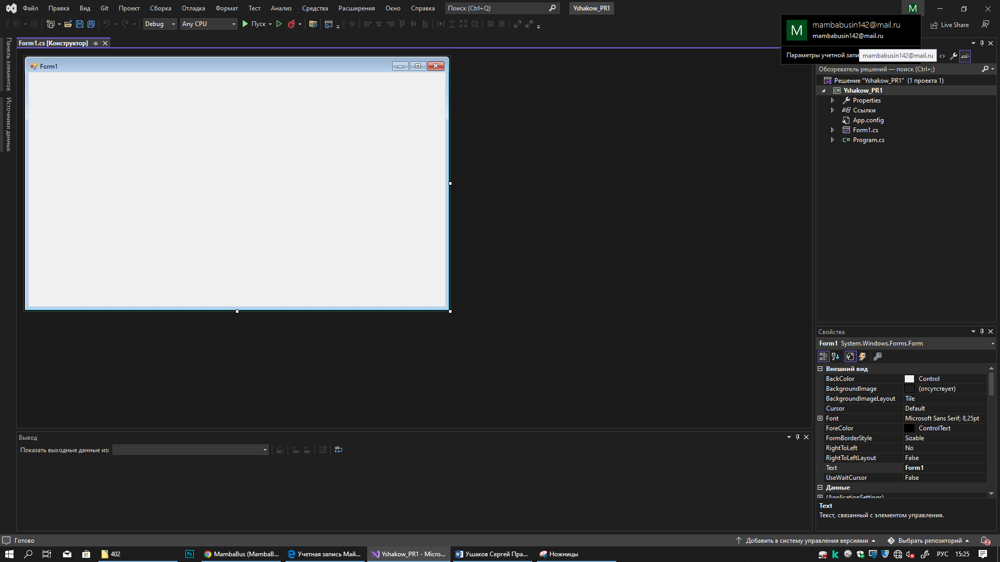 Файл Правка Вид Git Проект Сборка Отладка Формат Тест Анализ Средства Расширения Окно Справка Поиск (Ctrl+Q) Yshakow_PR1 M
Debug Any CPU Пуск Live Share
M mambabusin142@mail.ru
mambabusin142@mail.ru
Параметры учетной запи mambabusin142@mail.ru
Панель элементов
Источники данных
Form1.cs [Конструктор]
Form1
Обозреватель решений — поиск (Ctrl+;)
Решение "Yshakow_PR1" (1 проекта 1)
C# Yshakow_PR1
Properties
Ссылки
App.config
Form1.cs
C# Program.cs
Свойства
Form1 System.Windows.Forms.Form
Внешний вид
BackColor Control
BackgroundImage (отсутствует)
BackgroundImageLayout Tile
Cursor Default
Font Microsoft Sans Serif; 8,25pt
ForeColor ControlText
FormBorderStyle Sizable
RightToLeft No
RightToLeftLayout False
Text Form1
UseWaitCursor False
Данные
(ApplicationSettings)
Text
Текст, связанный с элементом управления.
Вывод
Показать выходные данные из:
Готово Добавить в систему управления версиями Выбрать репозиторий 2
402 Ps MambaBus (MambaB... Учетная запись Май... Yshakow_PR1 - Micro... Ушаков Сергей Пра... Ножницы РУС 15:25